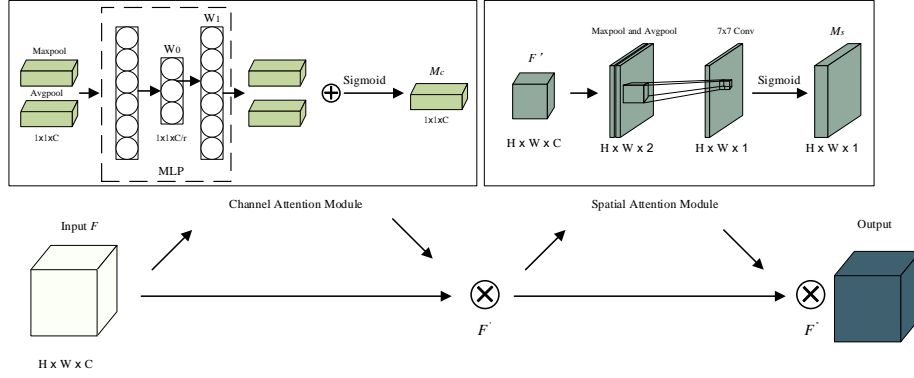 Maxpool
Avgpool
1x1xC
W0
1x1xC/r
W1
MLP
Sigmoid
Mc
1x1xC
F'
H x W x C
Maxpool and Avgpool
H x W x 2
7x7 Conv
H x W x 1
Sigmoid
Ms
H x W x 1
Channel Attention Module
Spatial Attention Module
Input F
H x W x C
F'
F"
Output